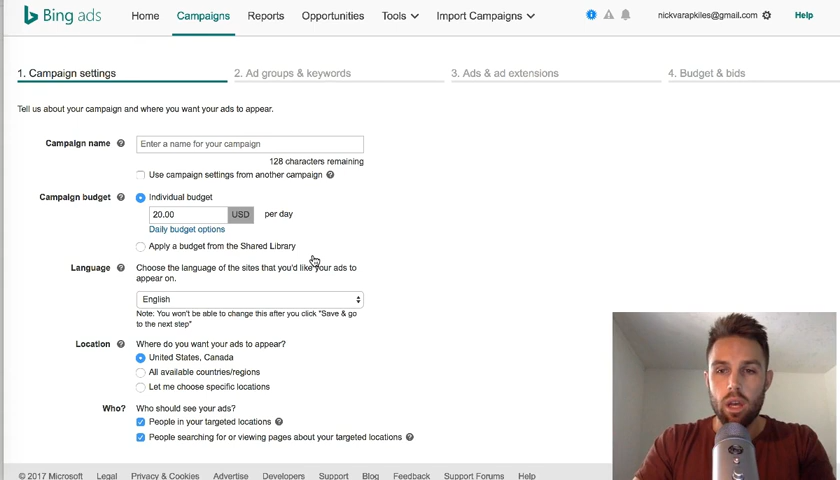 Bing ads Home Campaigns Reports Opportunities Tools Import Campaigns nickvarapkiles@gmail.com Help
1. Campaign settings 2. Ad groups & keywords 3. Ads & ad extensions 4. Budget & bids
Tell us about your campaign and where you want your ads to appear.
Campaign name Enter a name for your campaign
128 characters remaining
Use campaign settings from another campaign
Campaign budget Individual budget
20.00 USD per day
Daily budget options
Apply a budget from the Shared Library
Language Choose the language of the sites that you'd like your ads to
appear on.
English
Note: You won't be able to change this after you click "Save & go
to the next step"
Location Where do you want your ads to appear?
United States, Canada
All available countries/regions
Let me choose specific locations
Who? Who should see your ads?
People in your targeted locations
People searching for or viewing pages about your targeted locations
© 2017 Microsoft Legal Privacy & Cookies Advertise Developers Support Blog Feedback Support Forums Help